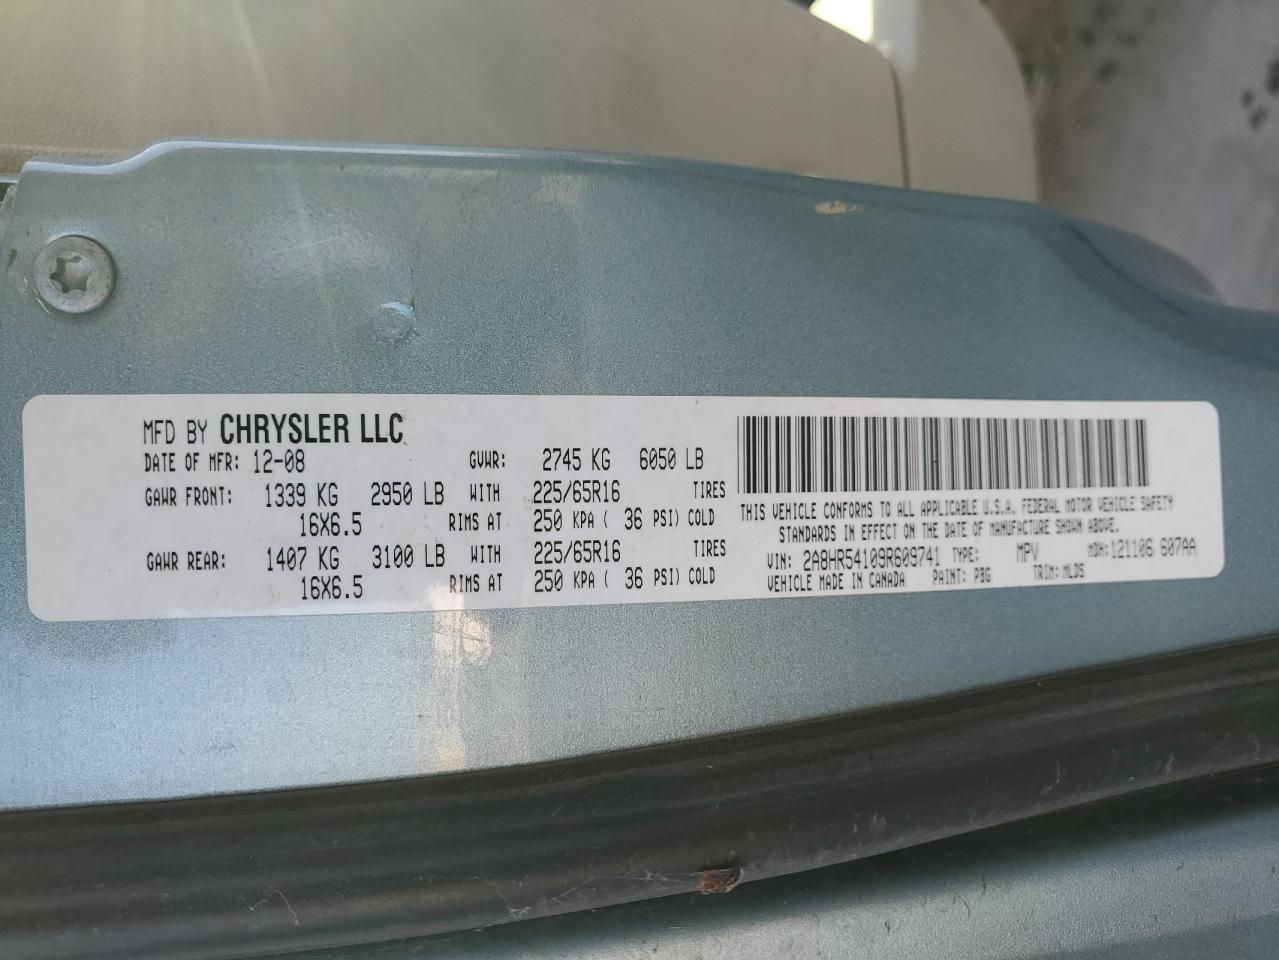 MFD BY CHRYSLER LLC
DATE OF MFR: 12-08 GVWR: 2745 KG 6050 LB
GAWR FRONT: 1339 KG 2950 LB WITH 225/65R16 TIRES
16X6.5 RIMS AT 250 KPA ( 36 PSI) COLD
GAWR REAR: 1407 KG 3100 LB WITH 225/65R16 TIRES
16X6.5 RIMS AT 250 KPA ( 36 PSI) COLD
THIS VEHICLE CONFORMS TO ALL APPLICABLE U.S.A. FEDERAL MOTOR VEHICLE SAFETY
STANDARDS IN EFFECT ON THE DATE OF MANUFACTURE SHOWN ABOVE.
VIN: 2A8HR54109R609741 TYPE: MPV MDH: 121106 607AA
VEHICLE MADE IN CANADA PAINT: PBG TRIM: MLD5